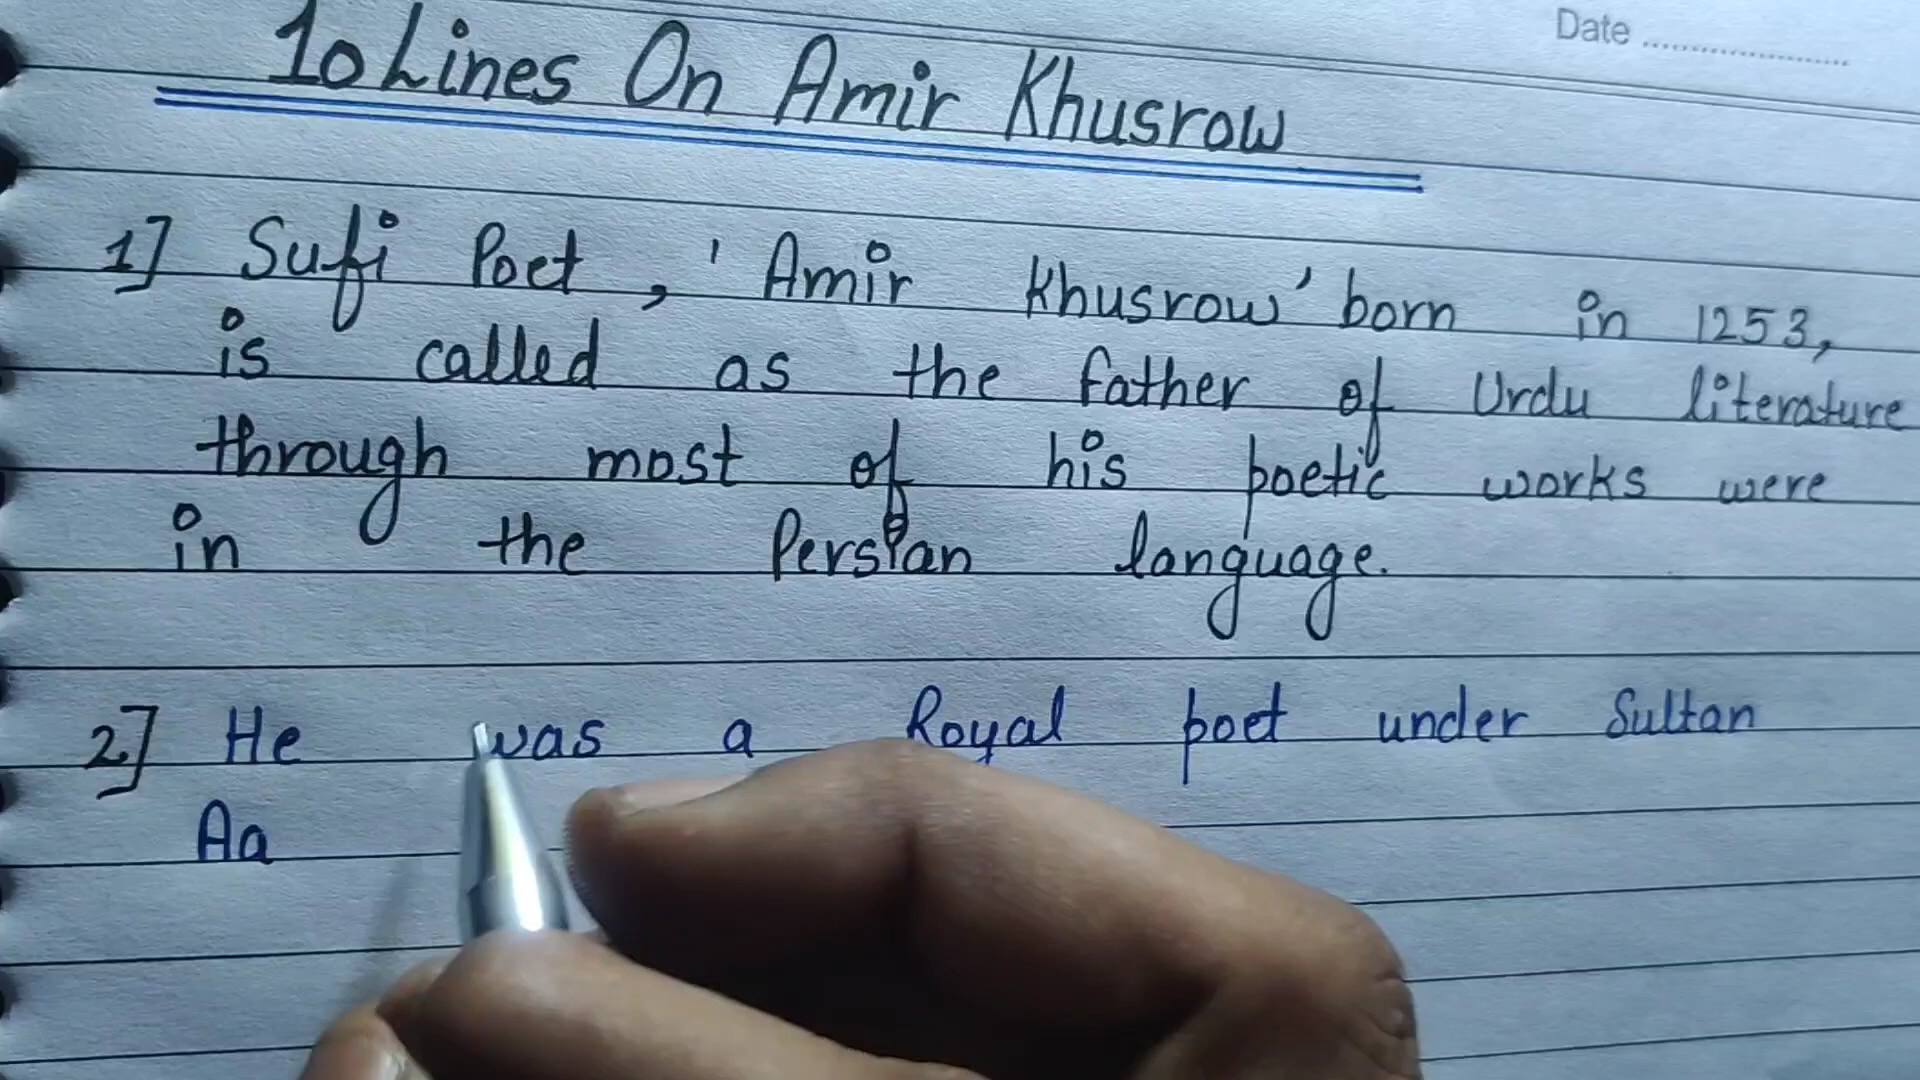 Date
10 Lines On Amir Khusrow
1] Sufi Poet, 'Amir Khusrow' born in 1253,
is called as the father of Urdu literature
through most of his poetic works were
in the Persian language.
2] He was a Royal poet under Sultan
Aa